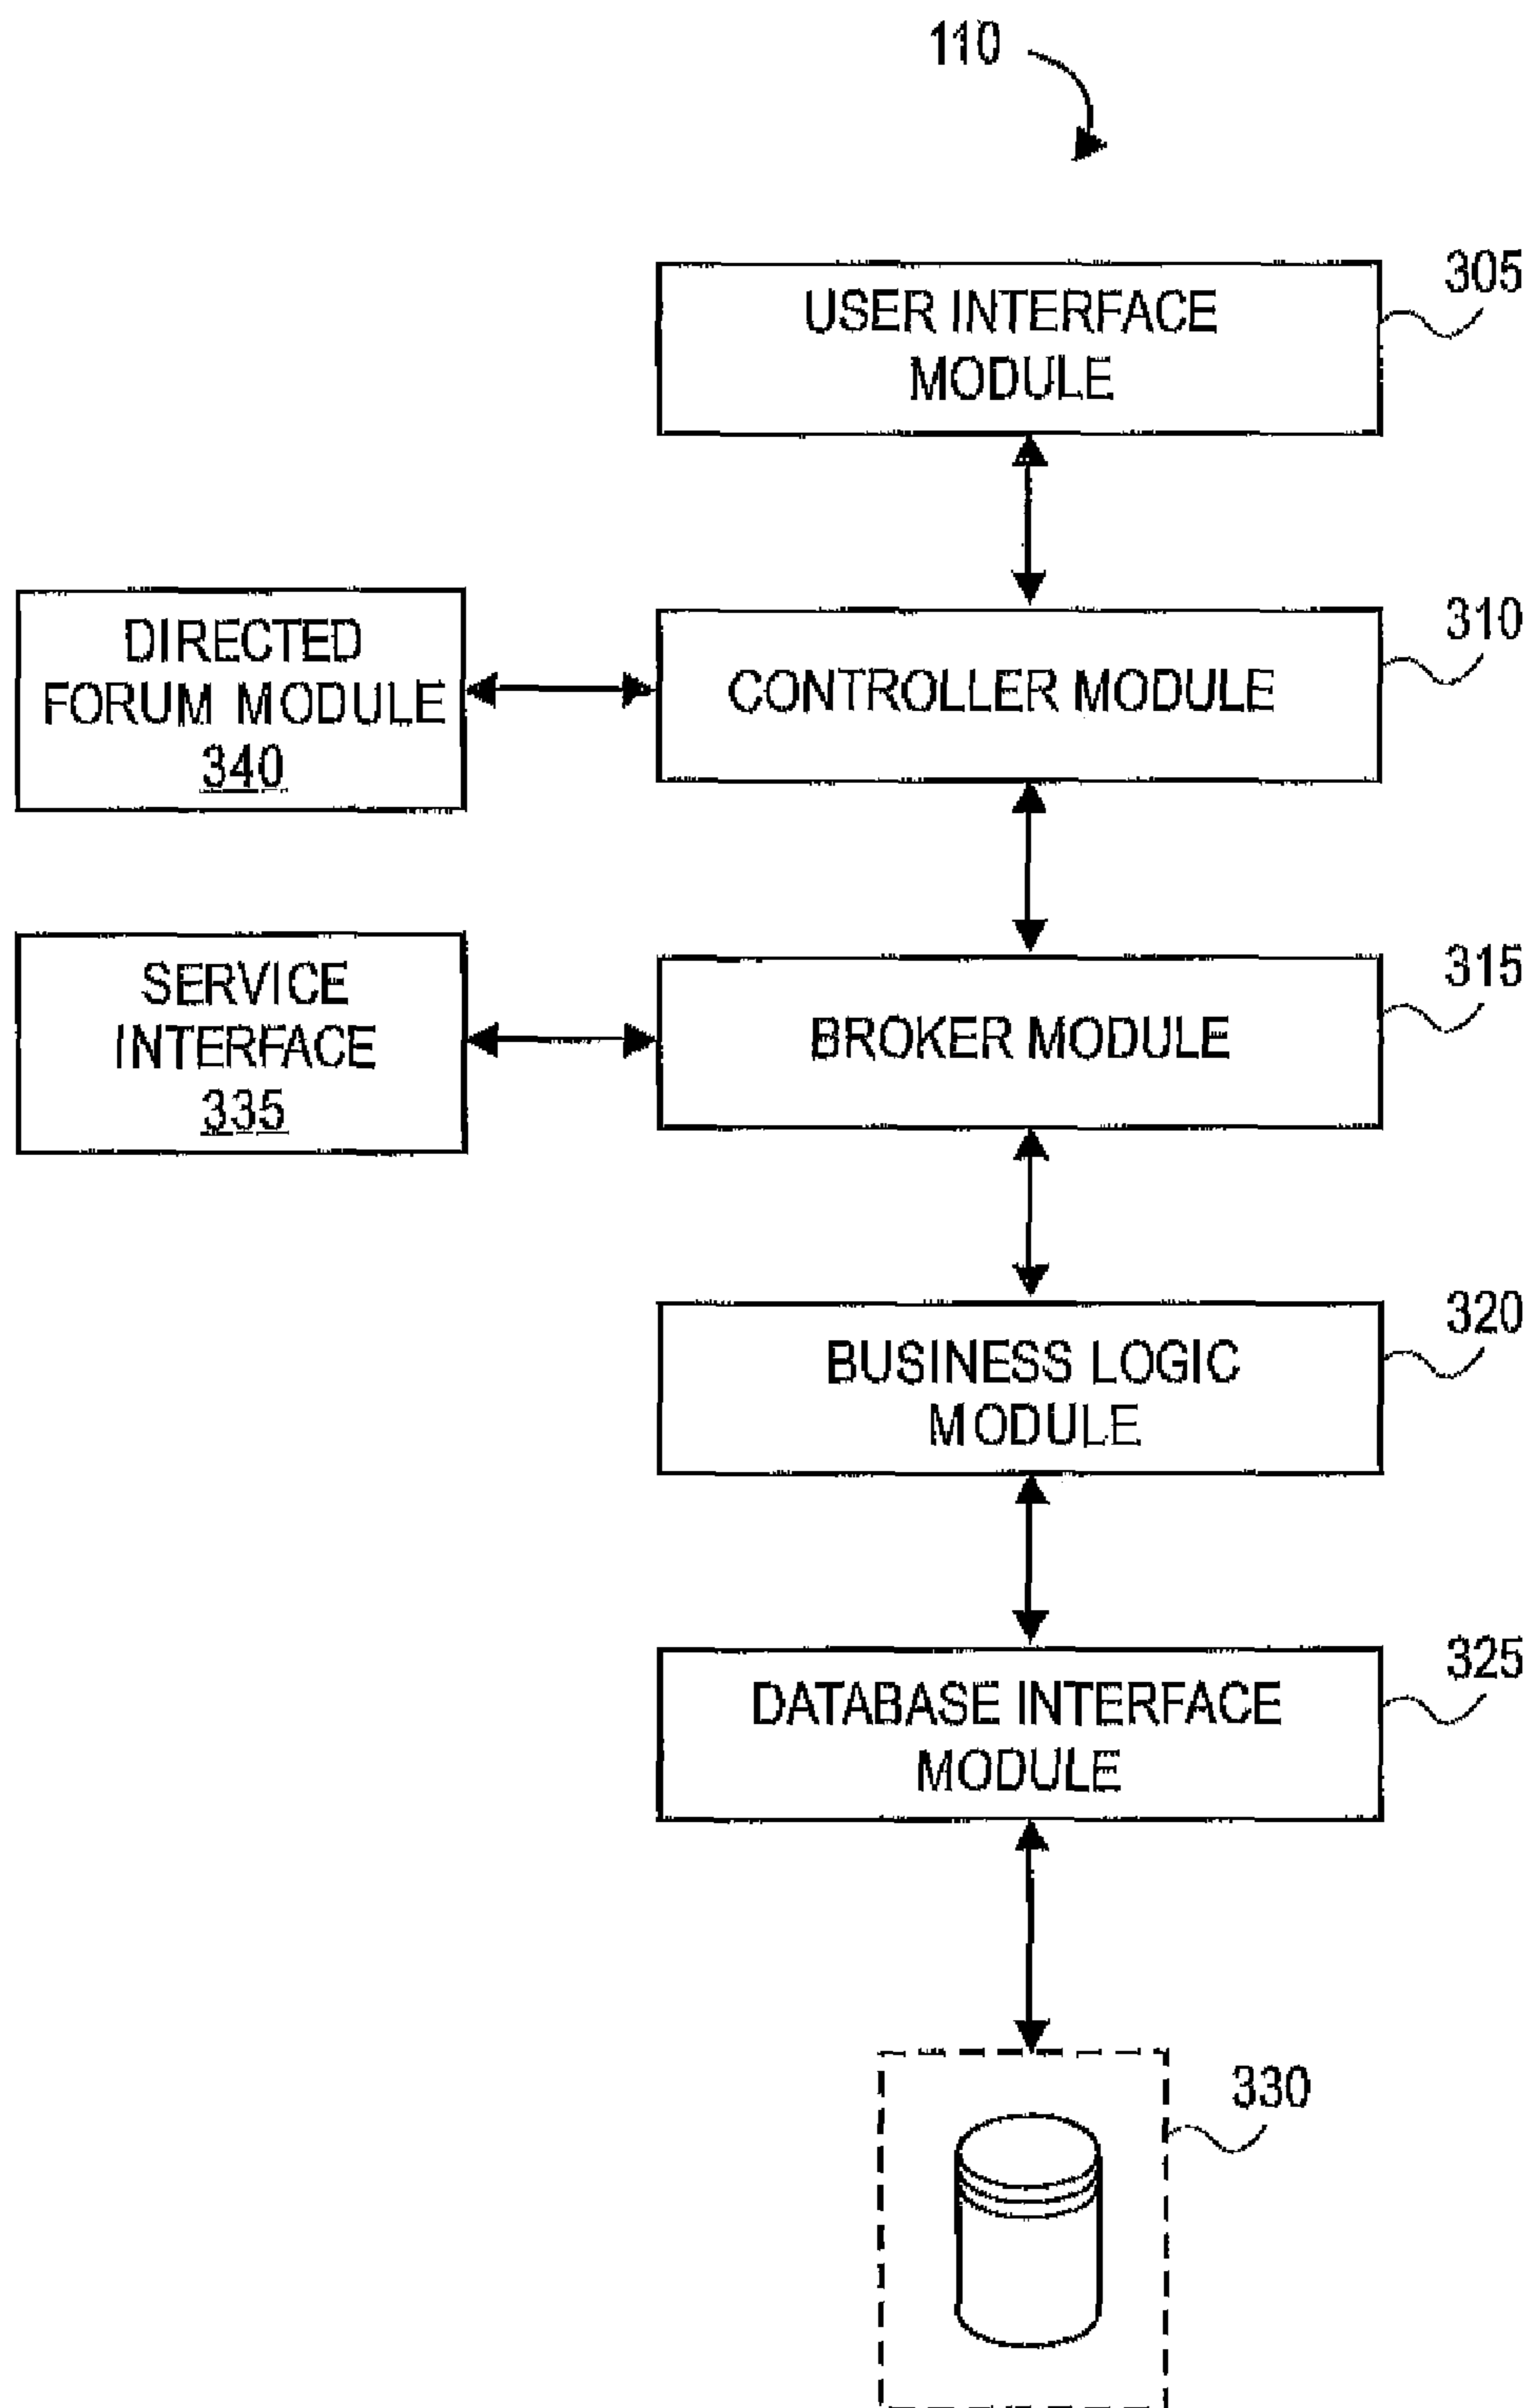 110
USER INTERFACE
MODULE
305
DIRECTED
FORUM MODULE
340
CONTROLLER MODULE
310
SERVICE
INTERFACE
335
BROKER MODULE
315
BUSINESS LOGIC
MODULE
320
DATABASE INTERFACE
MODULE
325
330